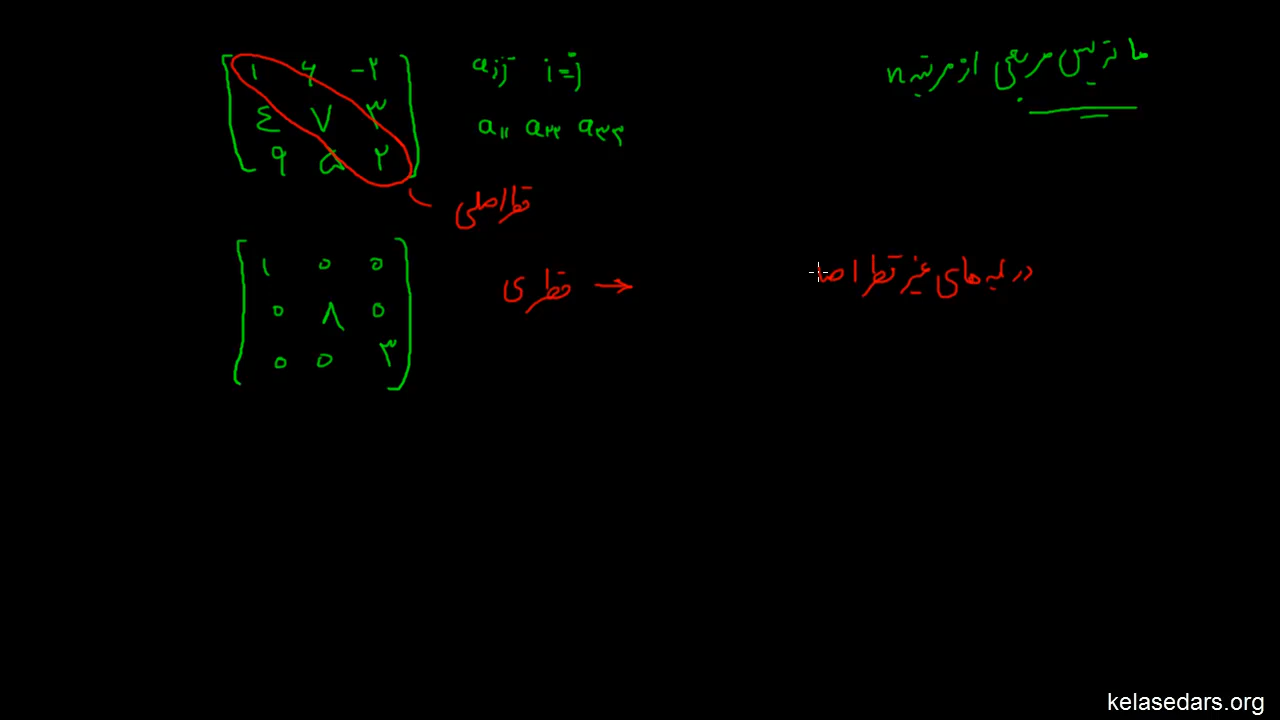 ماتریس مربعی از مرتبه n
۱ ۶ -۲
۴ ۷ ۳
۹ ۵ ۲
aij i=j
a۱۱ a۲۲ a۳۳
قطر اصلی
۱ ۰ ۰
۰ ۸ ۰
۰ ۰ ۳
قطری →
درایه های غیر قطر اصلی
kelasedars.org